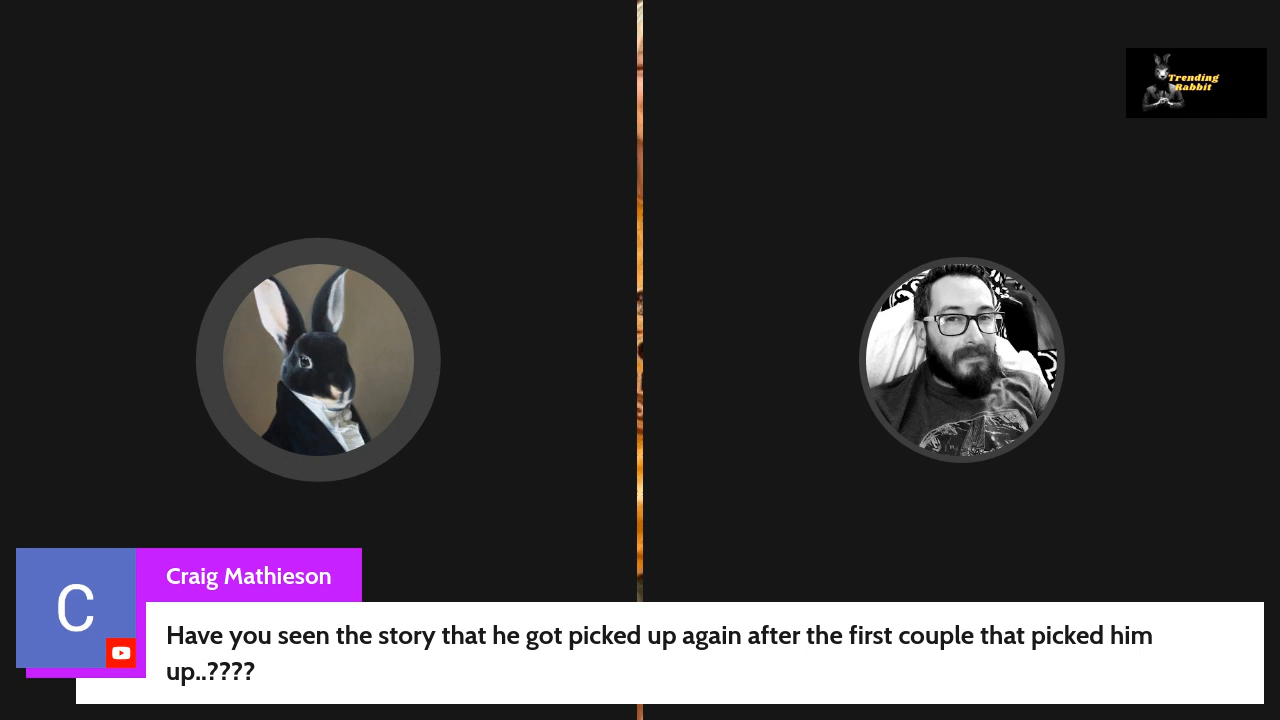 Trending
Rabbit
C
Craig Mathieson
Have you seen the story that he got picked up again after the first couple that picked him
up..????